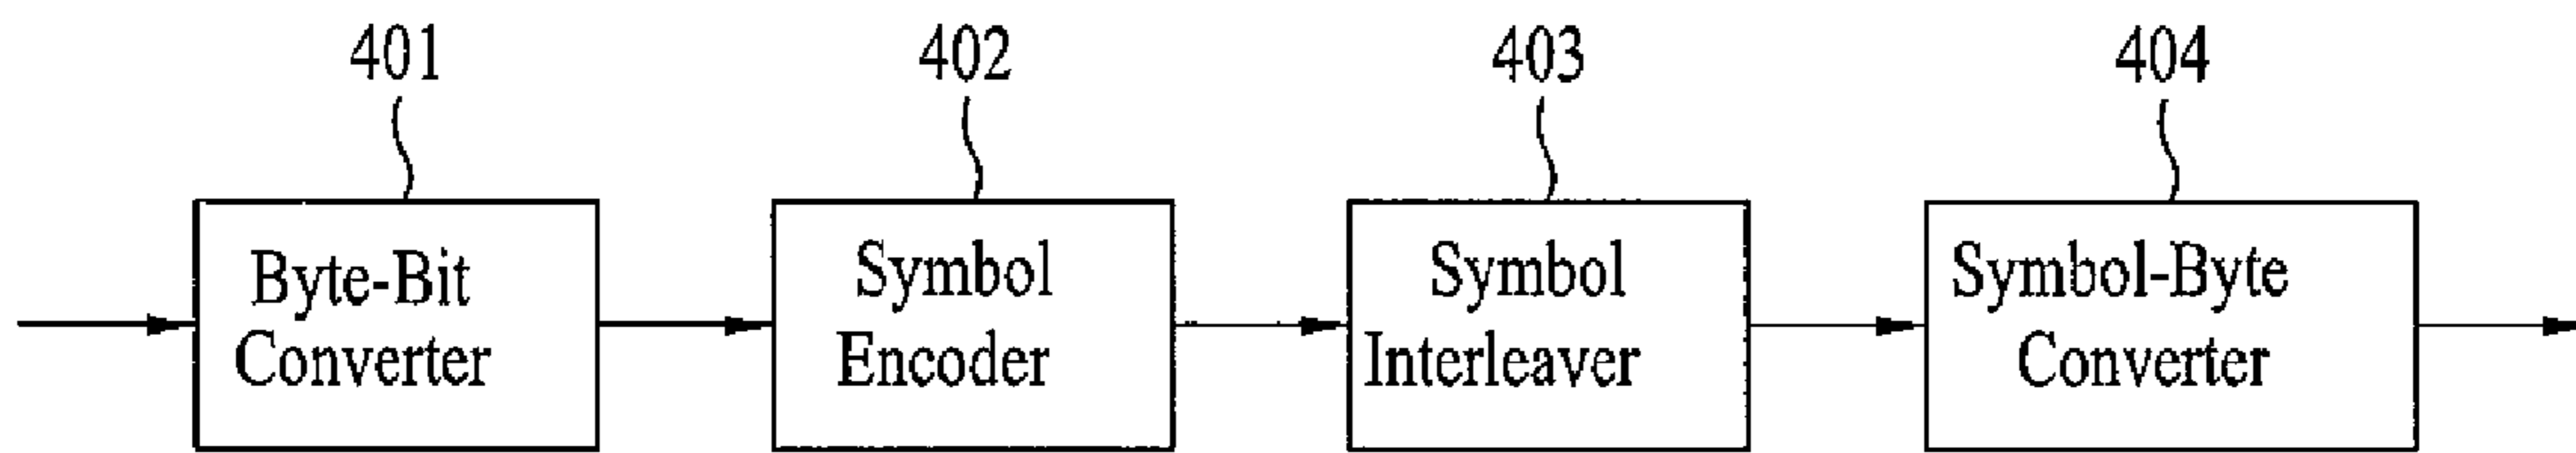 401
402
403
404
Byte-Bit
Converter
Symbol
Encoder
Symbol
Interleaver
Symbol-Byte
Converter